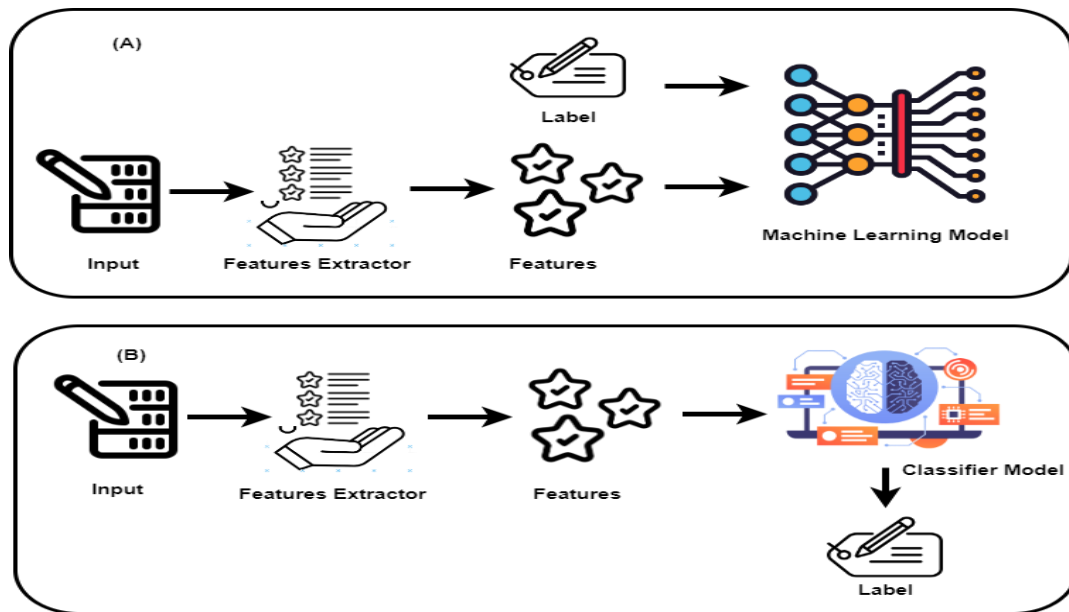 (A)
Label
Input
Features Extractor
Features
Machine Learning Model
(B)
Input
Features Extractor
Features
Classifier Model
Label